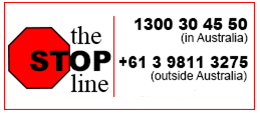 the
STOP
line
1300 30 45 50
(in Australia)
+61 3 9811 3275
(outside Australia)